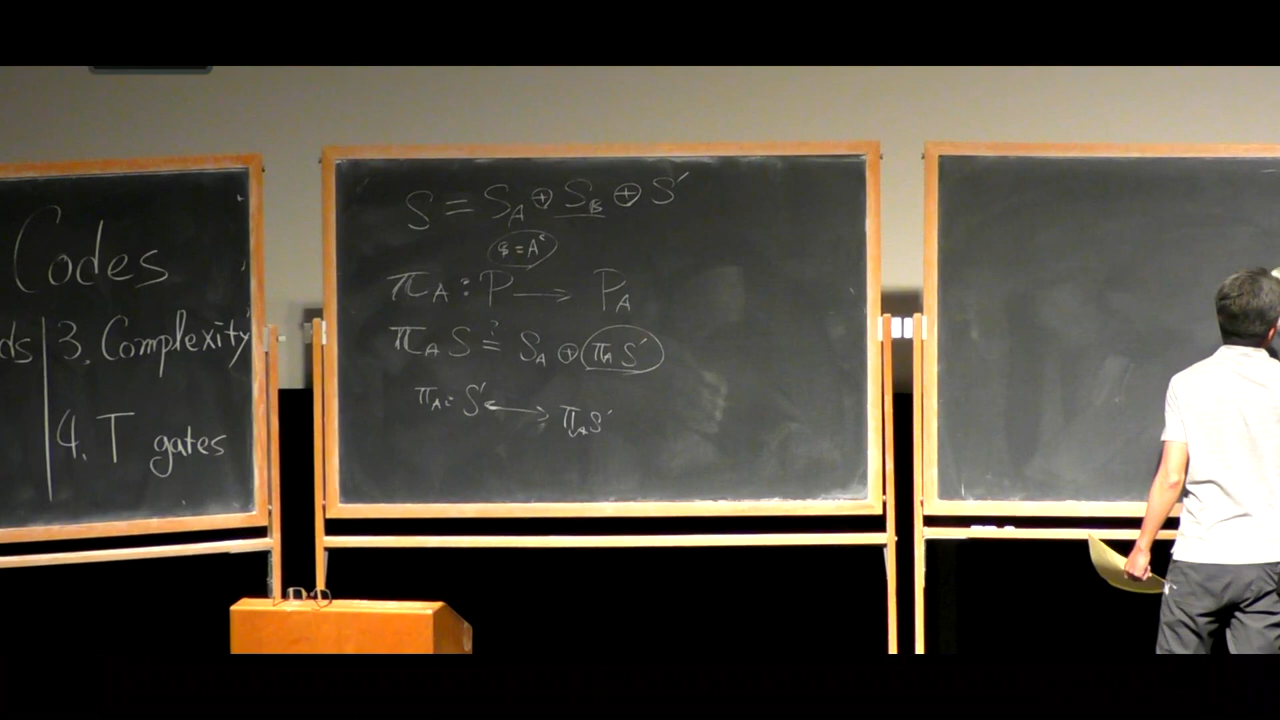 Codes
ds 3. Complexity
4. T gates
S = S_A ⊕ S_B ⊕ S'
B = A^c
π_A : P → P_A
π_A S ?= S_A ⊕ π_A S'
π_A : S' ↔ π_A S'